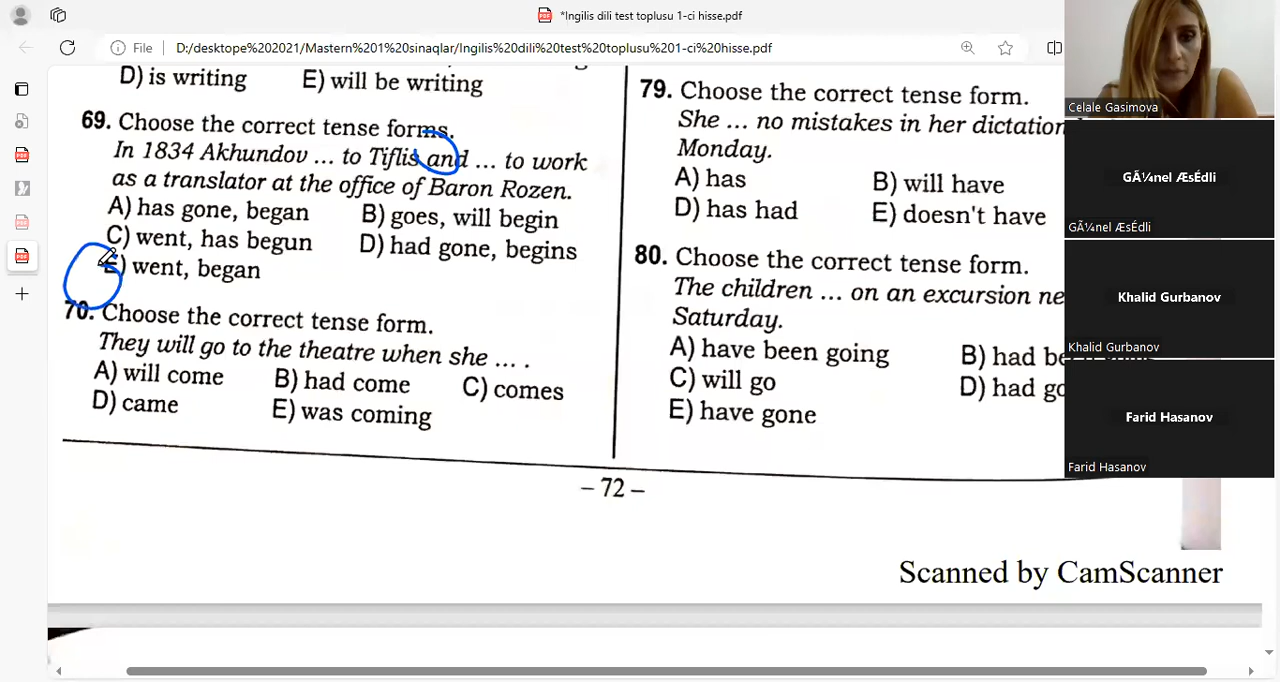 *Ingilis dili test toplusu 1-ci hisse.pdf
File
D:/desktope%202021/Mastern%201%20sinaqlar/Ingilis%20dili%20test%20toplusu%201-ci%20hisse.pdf
D) is writing E) will be writing
69. Choose the correct tense forms.
In 1834 Akhundov ... to Tiflis and ... to work
as a translator at the office of Baron Rozen.
A) has gone, began B) goes, will begin
C) went, has begun D) had gone, begins
E) went, began
70. Choose the correct tense form.
They will go to the theatre when she ... .
A) will come B) had come C) comes
D) came E) was coming
79. Choose the correct tense form.
She ... no mistakes in her dictation
Monday.
A) has B) will have
D) has had E) doesn't have
80. Choose the correct tense form.
The children ... on an excursion
Saturday.
A) have been going B) had
C) will go D) had
E) have gone
– 72 –
Scanned by CamScanner
Celale Gasimova
GÃ¼nel ÆsÉdli
GÃ¼nel ÆsÉdli
Khalid Gurbanov
Khalid Gurbanov
Farid Hasanov
Farid Hasanov